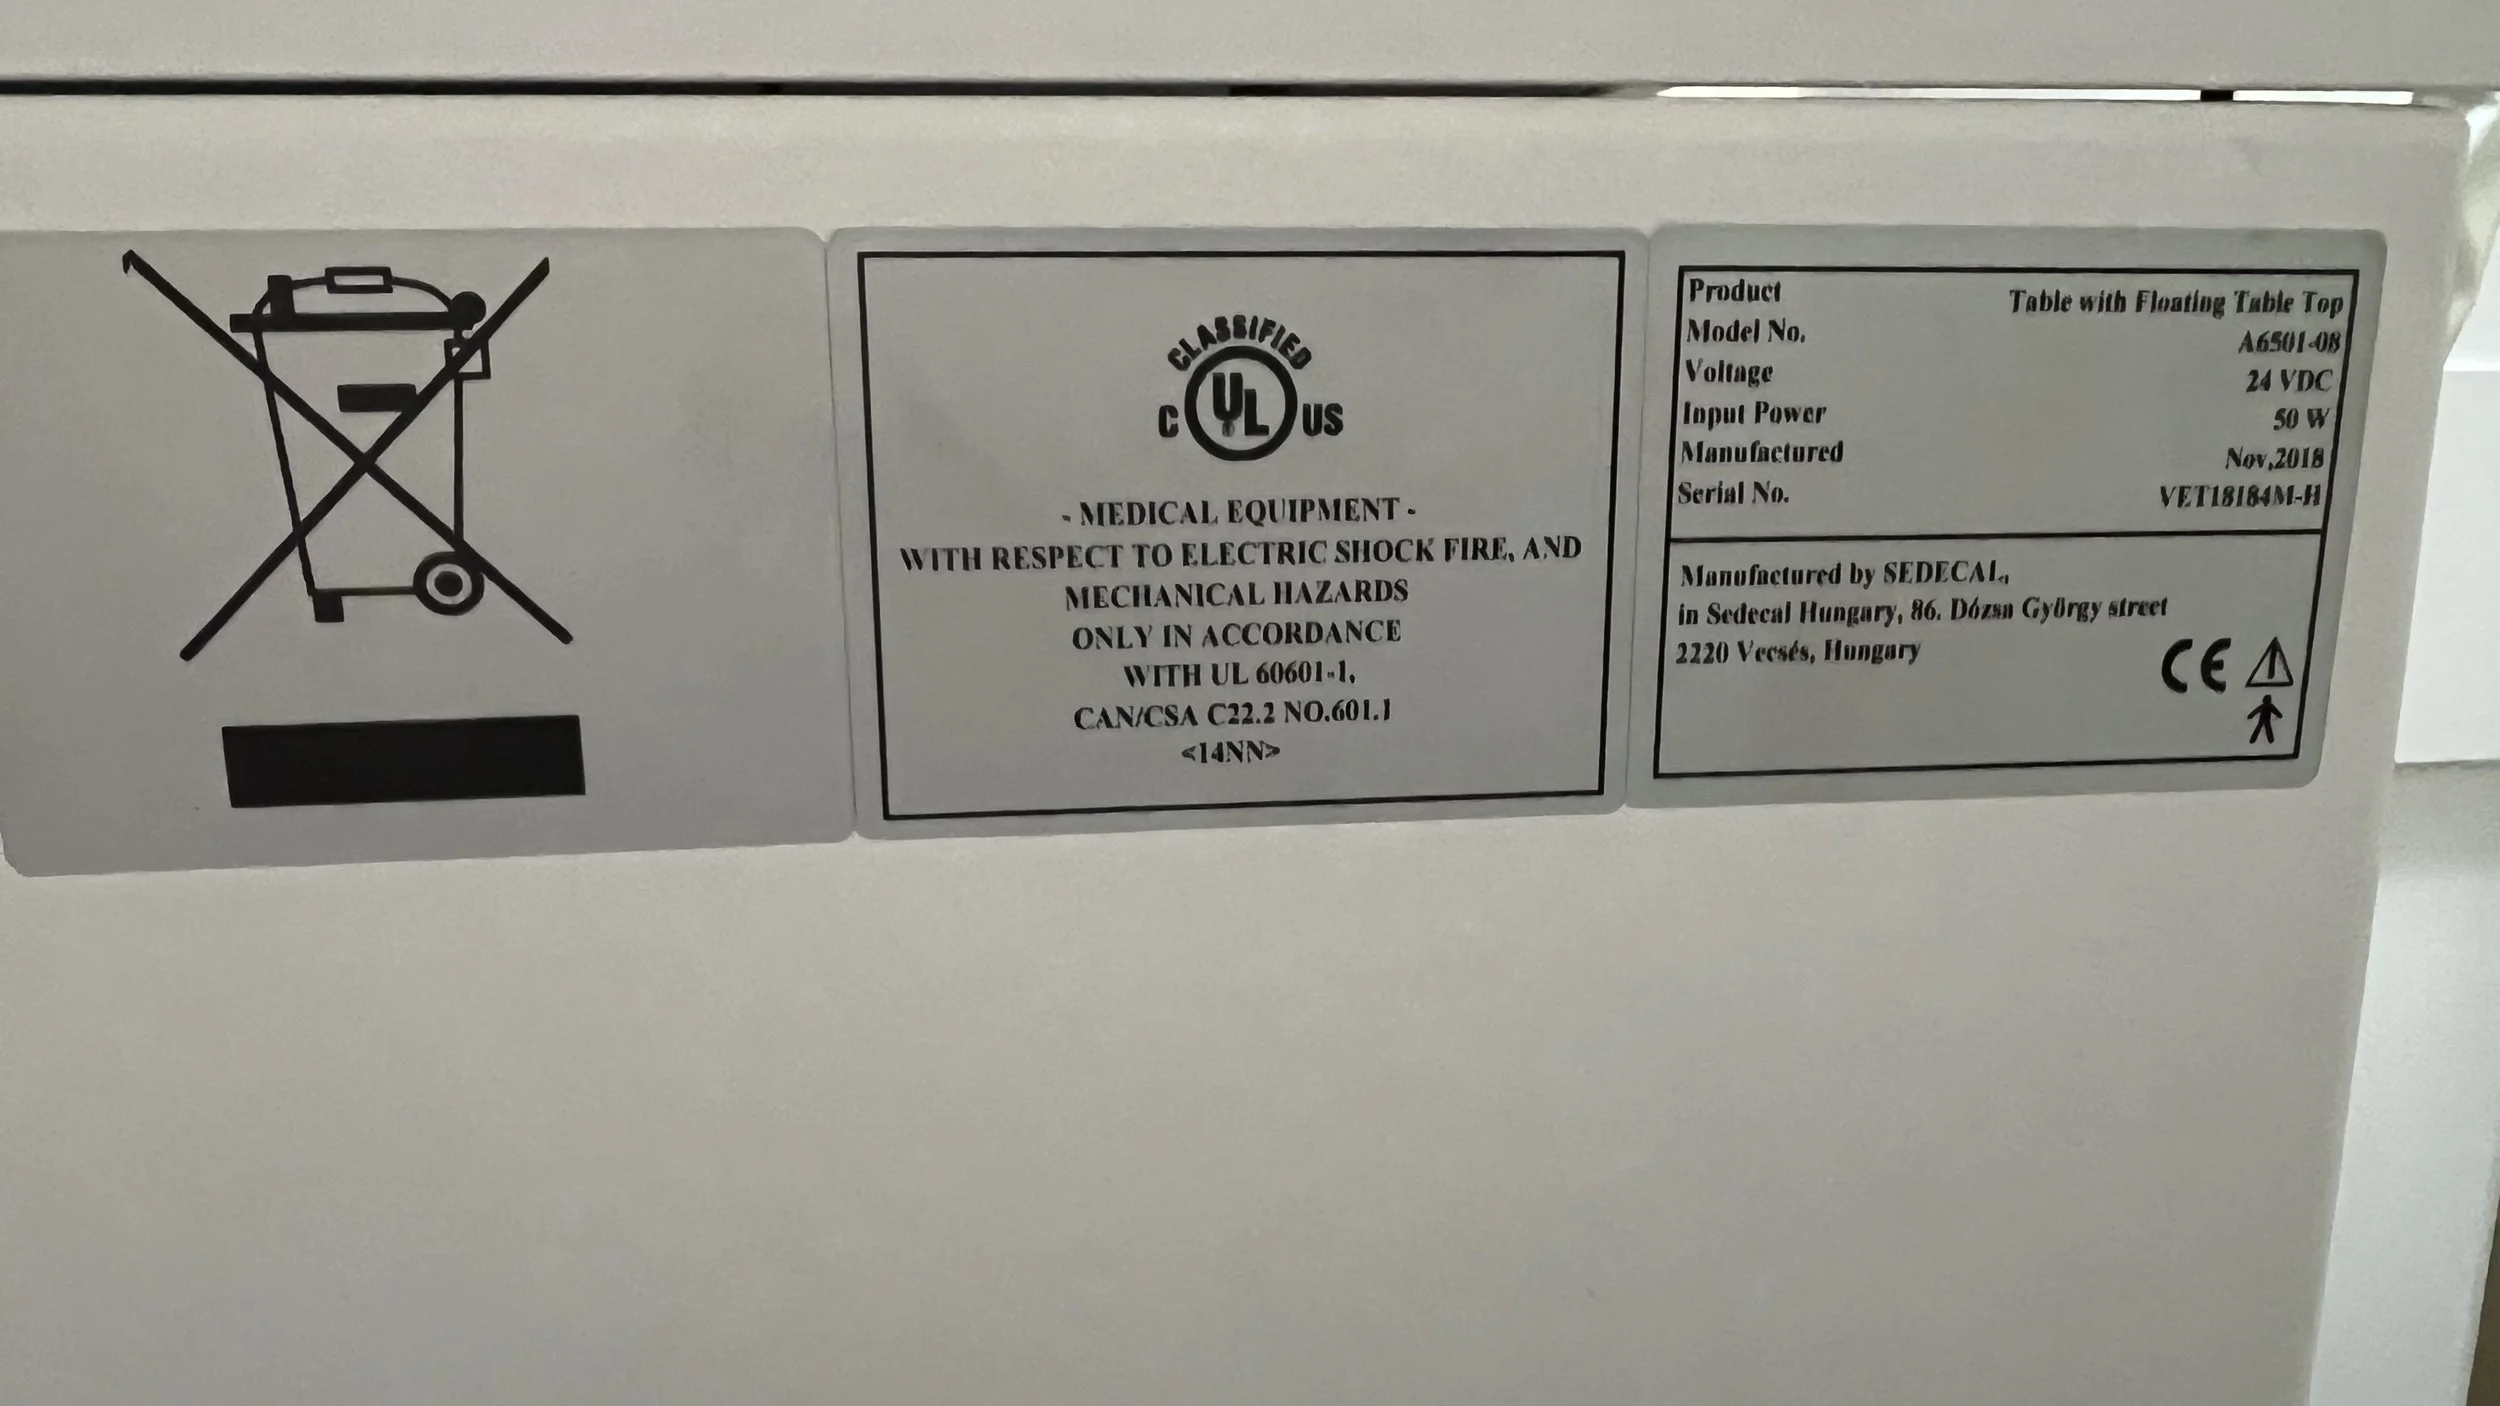 CLASSIFIED
C UL US
- MEDICAL EQUIPMENT -
WITH RESPECT TO ELECTRIC SHOCK FIRE, AND
MECHANICAL HAZARDS
ONLY IN ACCORDANCE
WITH UL 60601-1,
CAN/CSA C22.2 NO.601.1
<14NN>
Product Table with Floating Table Top
Model No. A6501-08
Voltage 24 VDC
Input Power 50 W
Manufactured Nov,2018
Serial No. VET18184M-H
Manufactured by SEDECAL,
in Sedecal Hungary, 86. Dózsa György street
2220 Vecsés, Hungary
CE